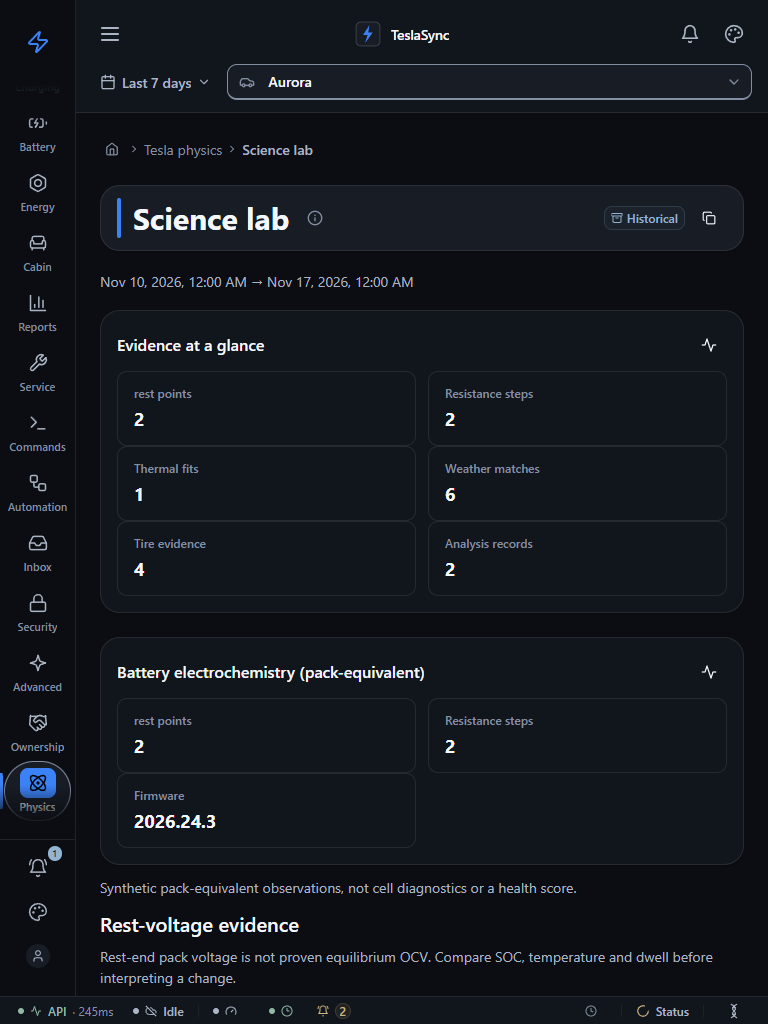 TeslaSync
Last 7 days
Aurora
Charging
Battery
Energy
Cabin
Reports
Service
Commands
Automation
Inbox
Security
Advanced
Ownership
Physics
1
Tesla physics > Science lab
Science lab
Historical
Nov 10, 2026, 12:00 AM → Nov 17, 2026, 12:00 AM
Evidence at a glance
rest points
2
Resistance steps
2
Thermal fits
1
Weather matches
6
Tire evidence
4
Analysis records
2
Battery electrochemistry (pack-equivalent)
rest points
2
Resistance steps
2
Firmware
2026.24.3
Synthetic pack-equivalent observations, not cell diagnostics or a health score.
Rest-voltage evidence
Rest-end pack voltage is not proven equilibrium OCV. Compare SOC, temperature and dwell before
interpreting a change.
API · 245ms
Idle
2
Status